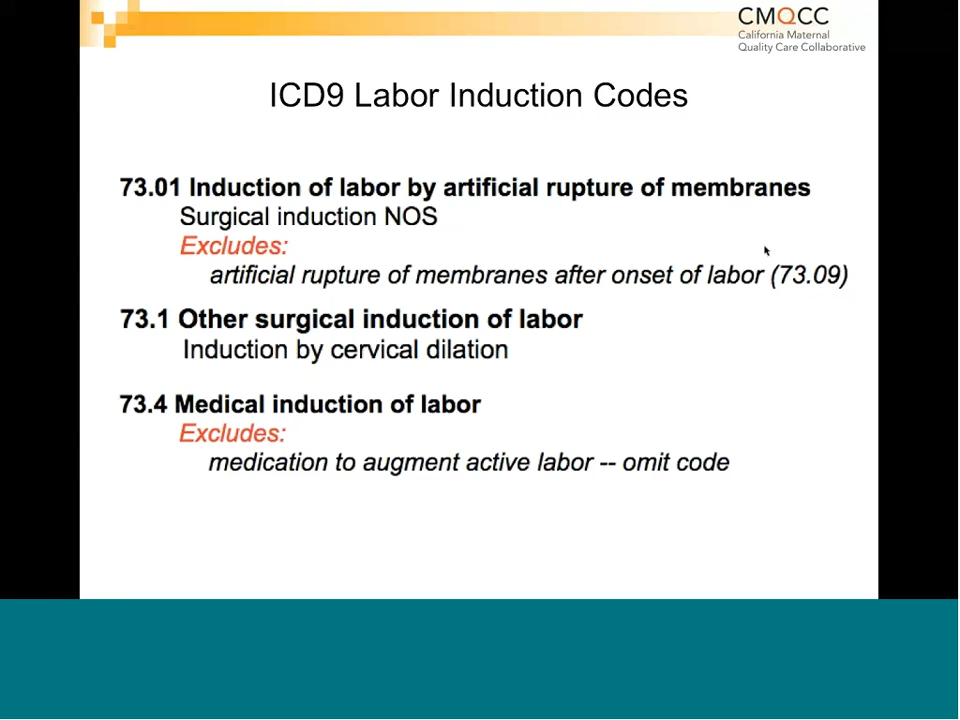 CMQCC
California Maternal
Quality Care Collaborative
ICD9 Labor Induction Codes
73.01 Induction of labor by artificial rupture of membranes
Surgical induction NOS
Excludes:
artificial rupture of membranes after onset of labor (73.09)
73.1 Other surgical induction of labor
Induction by cervical dilation
73.4 Medical induction of labor
Excludes:
medication to augment active labor -- omit code